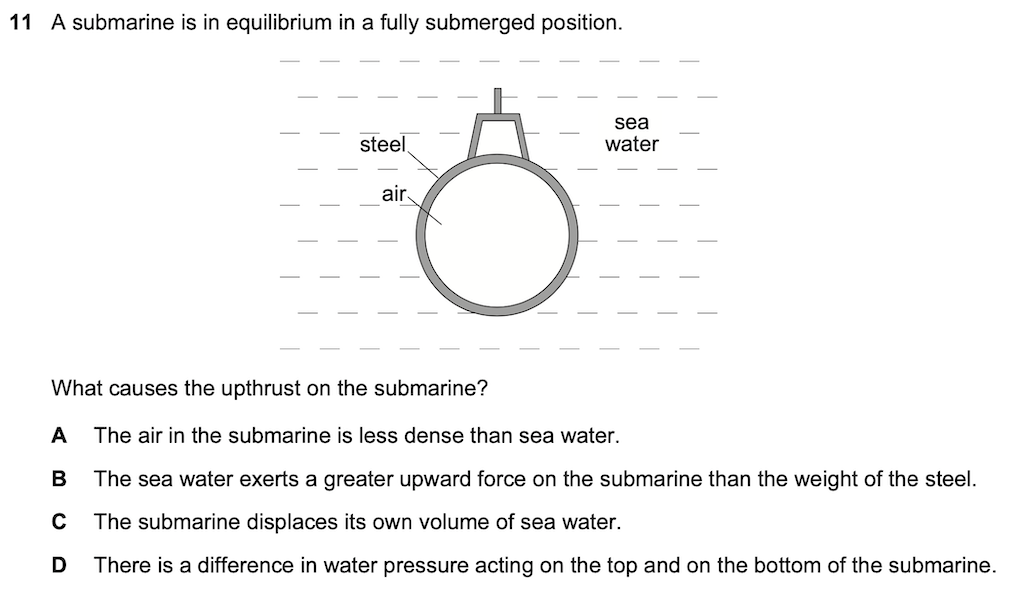 11 A submarine is in equilibrium in a fully submerged position.
sea
water
steel
air
What causes the upthrust on the submarine?
A The air in the submarine is less dense than sea water.
B The sea water exerts a greater upward force on the submarine than the weight of the steel.
C The submarine displaces its own volume of sea water.
D There is a difference in water pressure acting on the top and on the bottom of the submarine.